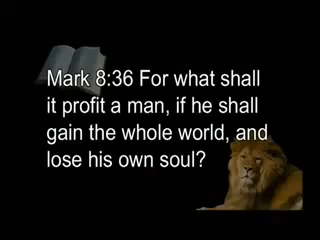 Mark 8:36 For what shall
it profit a man, if he shall
gain the whole world, and
lose his own soul?